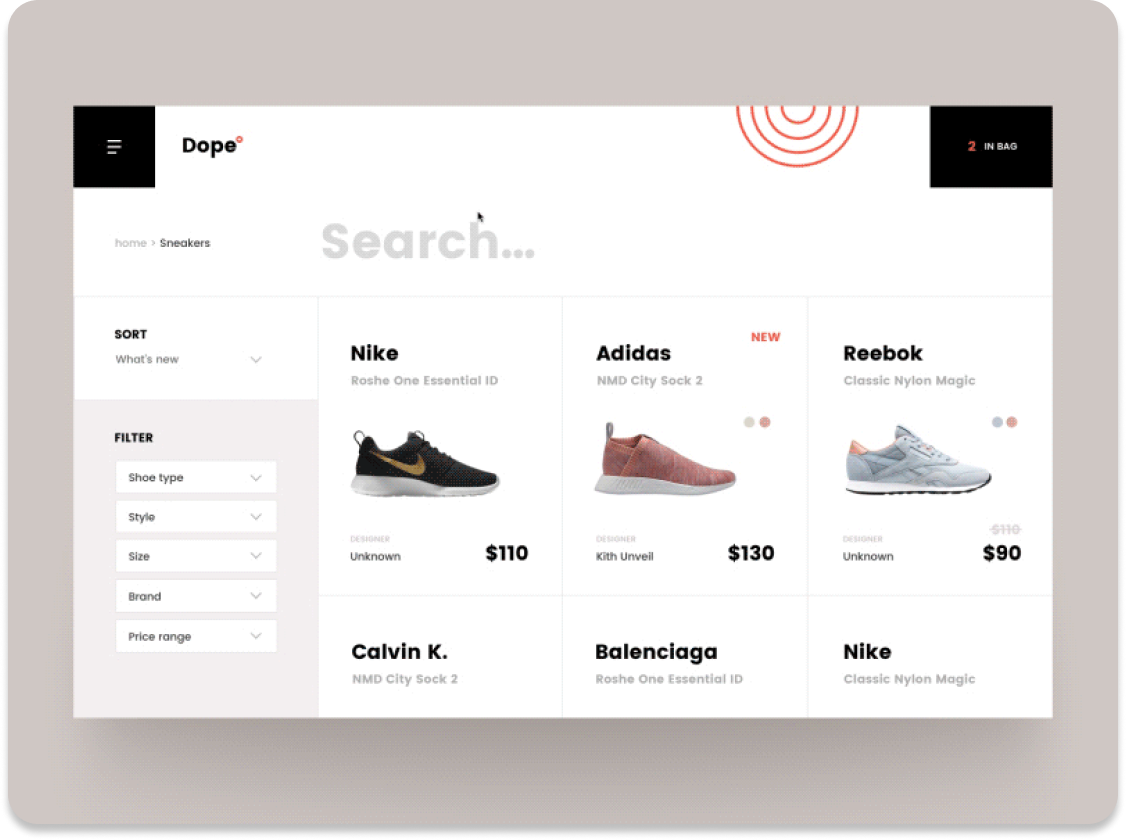 Dope
2 IN BAG
home > Sneakers
Search...
SORT
What's new
FILTER
Shoe type
Style
Size
Brand
Price range
Nike
Roshe One Essential ID
DESIGNER
Unknown
$110
NEW
Adidas
NMD City Sock 2
DESIGNER
Kith Unveil
$130
Reebok
Classic Nylon Magic
DESIGNER
Unknown
$110
$90
Calvin K.
NMD City Sock 2
Balenciaga
Roshe One Essential ID
Nike
Classic Nylon Magic